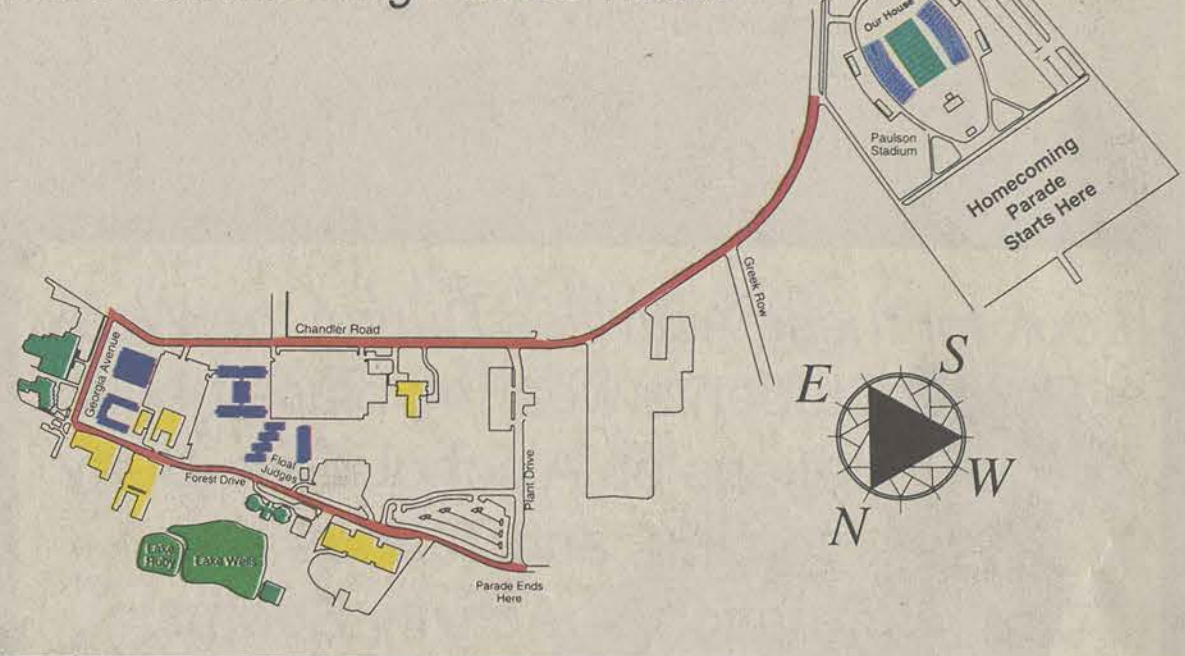 Our House
Paulson
Stadium
Homecoming
Parade
Starts Here
Greek Row
Chandler Road
Georgia Avenue
Float
Judges
Forest Drive
Plant Drive
Lake
Ruby
Lake Wells
Parade Ends
Here
E
S
W
N